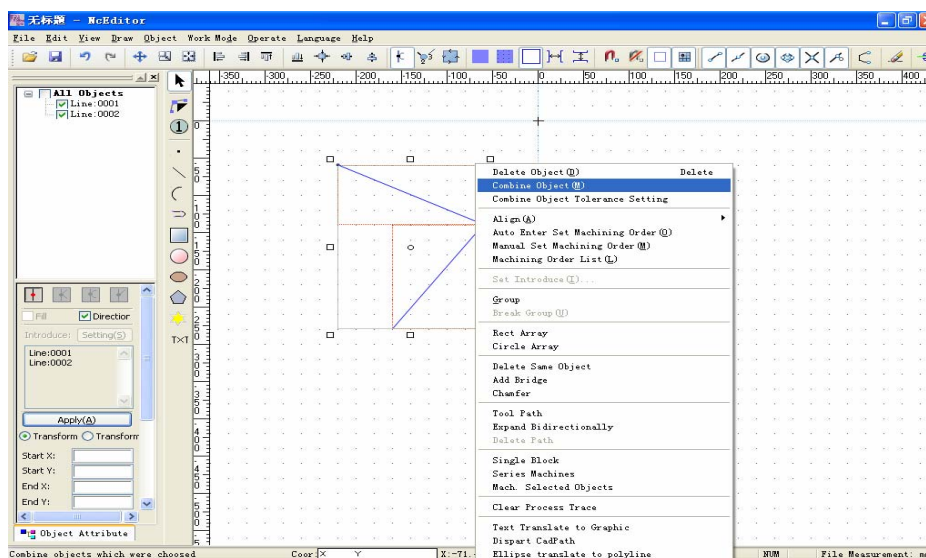 无标题 - NcEditor
File Edit View Draw Object Work Mode Operate Language Help
-350 -300 -250 -200 -150 -100 -50 0 50 100 150 200 250 300 350 400
All Objects
Line:0001
Line:0002
Fill Direction
Introduce: Setting(S)
Line:0001
Line:0002
Apply(A)
Transform Transform
Start X:
Start Y:
End X:
End Y:
Object Attribute
TXT
Delete Object(D) Delete
Combine Object(M)
Combine Object Tolerance Setting
Align(A)
Auto Enter Set Machining Order(O)
Manual Set Machining Order(M)
Machining Order List(L)
Set Introduce(I)...
Group
Break Group(U)
Rect Array
Circle Array
Delete Same Object
Add Bridge
Chamfer
Tool Path
Expand Bidirectionally
Delete Path
Single Block
Series Machines
Mach. Selected Objects
Clear Process Trace
Text Translate to Graphic
Dispart CadPath
Ellipse translate to polyline
Combine objects which were choosed Coor: X Y X:-71. NUM File Measurement: m